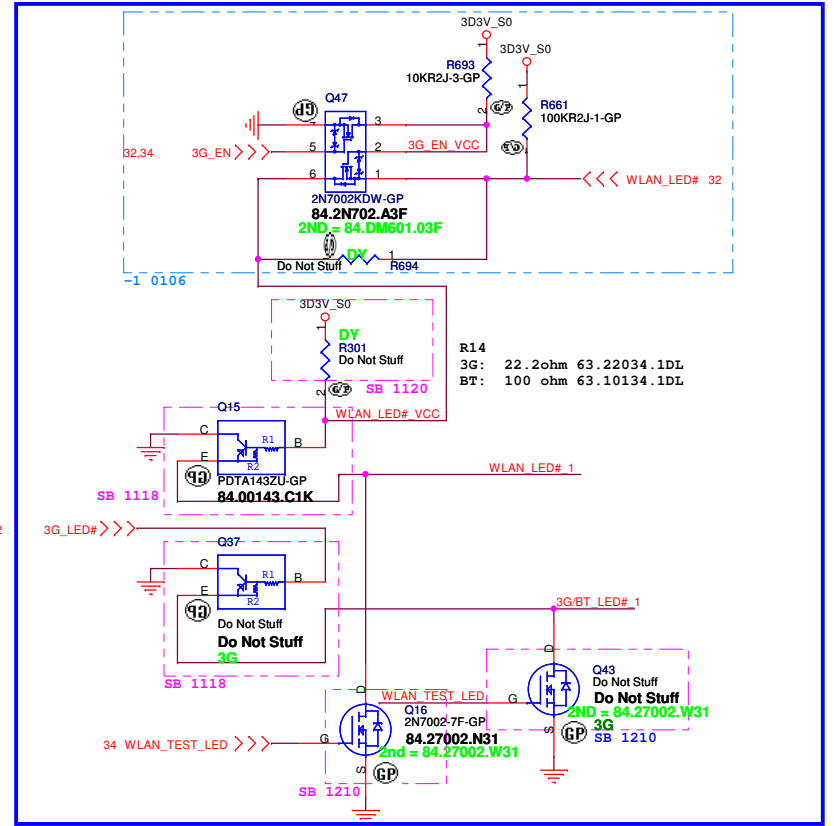 3D3V_S0
3D3V_S0
R693
10KR2J-3-GP
1
1
2
G/P
R661
100KR2J-1-GP
Q47
GP
3
32,34
3G_EN
5
2
3G_EN_VCC
6
1
WLAN_LED# 32
2N7002KDW-GP
84.2N702.A3F
2ND = 84.DM601.03F
DY
1
Do Not Stuff
R694
-1 0106
3D3V_S0
1
DY
R301
Do Not Stuff
2
G/P
SB 1120
R14
3G: 22.2ohm 63.22034.1DL
BT: 100 ohm 63.10134.1DL
Q15
WLAN_LED#_VCC
C
R1
B
E
R2
GP
PDTA143ZU-GP
84.00143.C1K
SB 1118
WLAN_LED#_1
3G_LED#
Q37
C
R1
B
E
R2
GP
Do Not Stuff
Do Not Stuff
3G
SB 1118
3G/BT_LED#_1
D
Q43
Do Not Stuff
Do Not Stuff
2ND = 84.27002.W31
3G
SB 1210
G
S
GP
D
WLAN_TEST_LED
Q16
2N7002-7F-GP
84.27002.N31
2nd = 84.27002.W31
34 WLAN_TEST_LED
G
S
GP
SB 1210